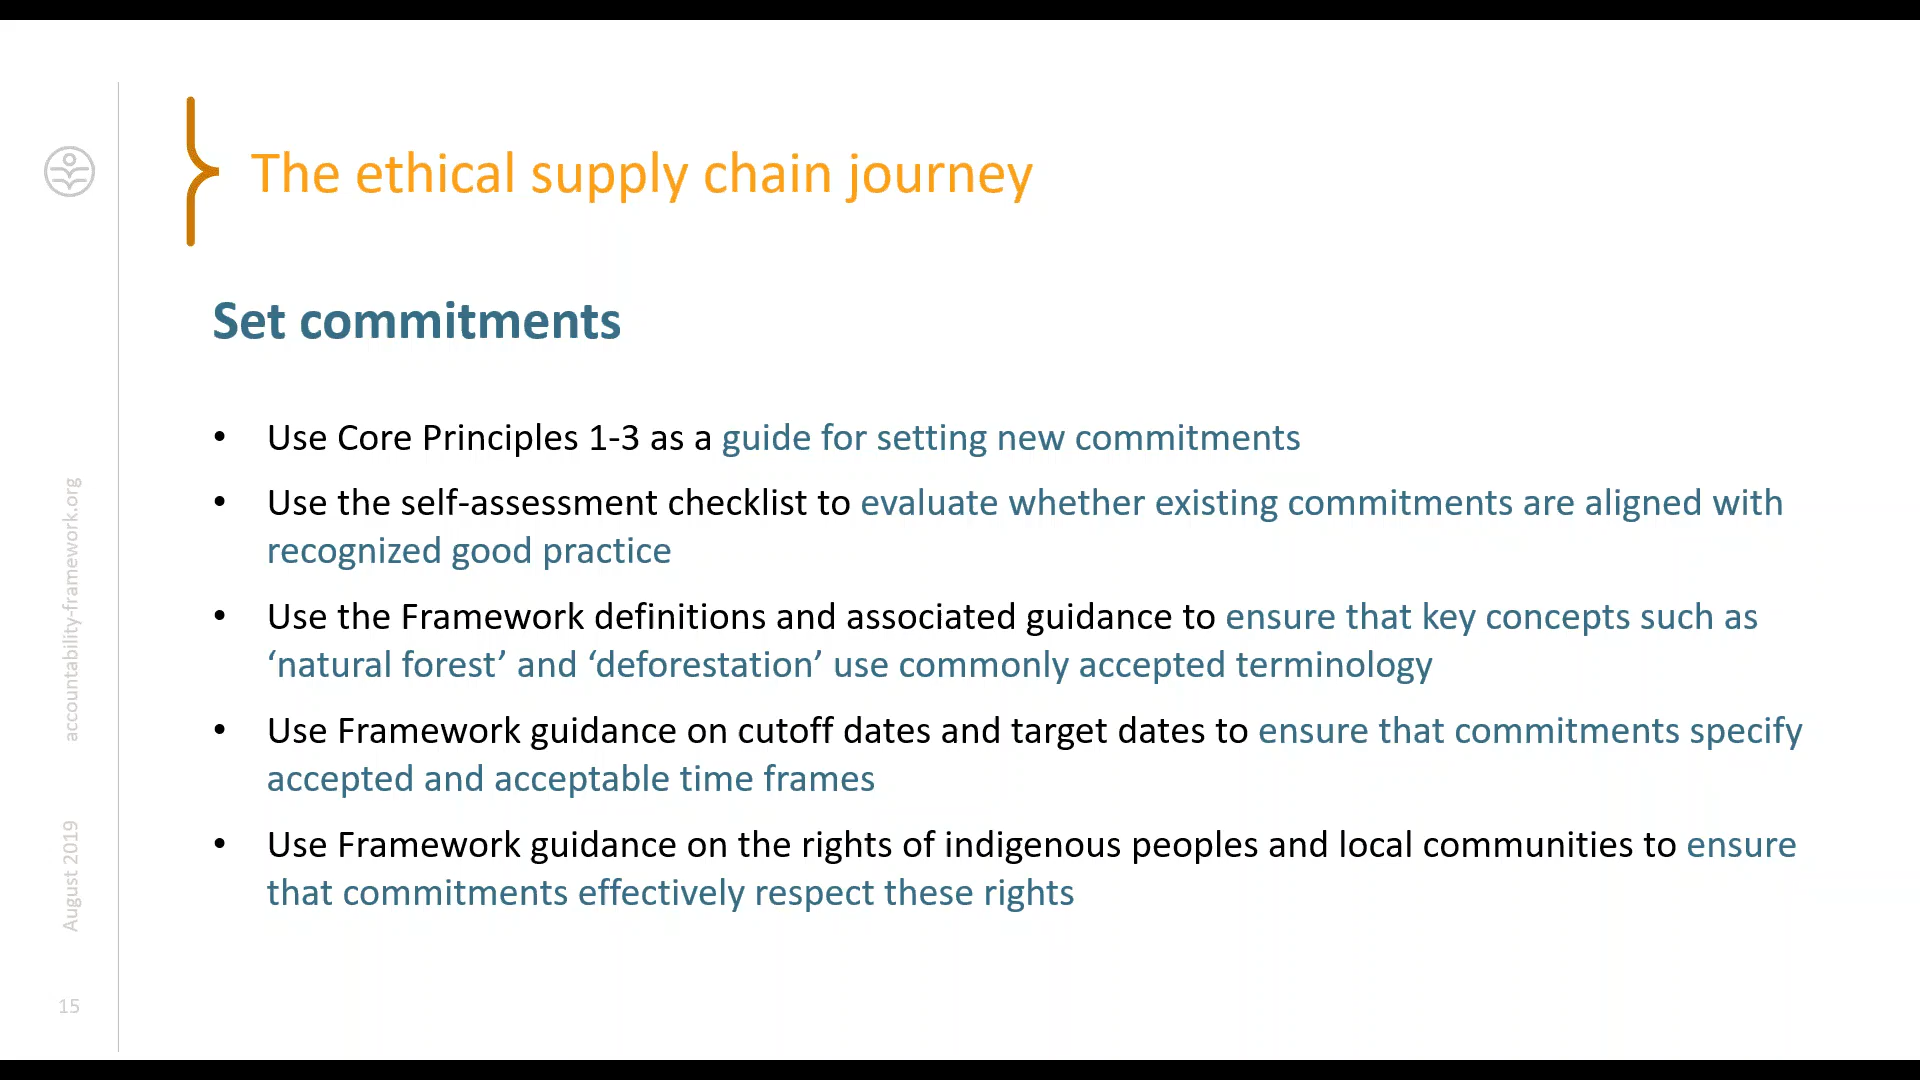 The ethical supply chain journey
Set commitments
• Use Core Principles 1-3 as a guide for setting new commitments
• Use the self-assessment checklist to evaluate whether existing commitments are aligned with
recognized good practice
• Use the Framework definitions and associated guidance to ensure that key concepts such as
‘natural forest’ and ‘deforestation’ use commonly accepted terminology
• Use Framework guidance on cutoff dates and target dates to ensure that commitments specify
accepted and acceptable time frames
• Use Framework guidance on the rights of indigenous peoples and local communities to ensure
that commitments effectively respect these rights
accountability-framework.org
August 2019
15